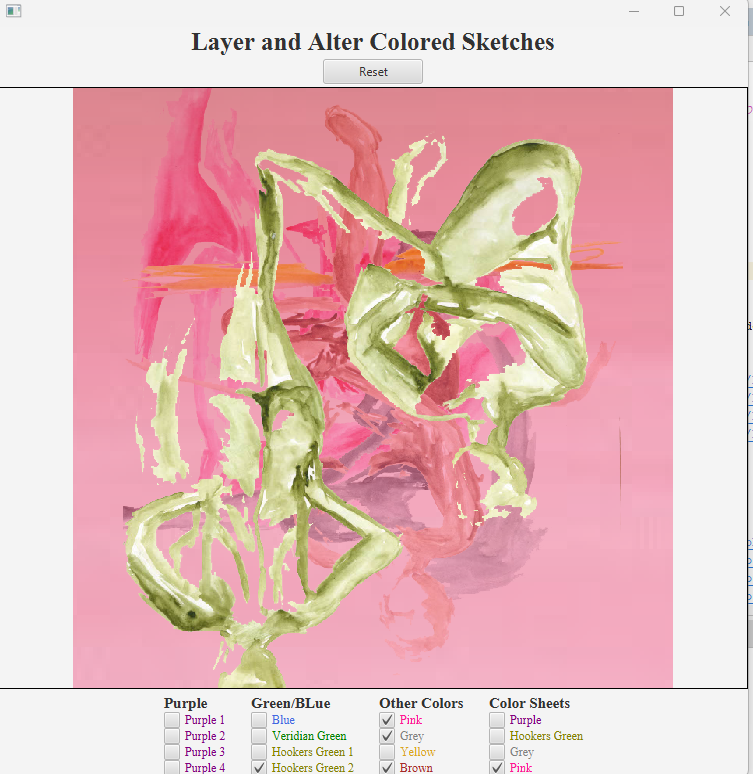 Layer and Alter Colored Sketches
Reset
Purple Green/BLue Other Colors Color Sheets
Purple 1 Blue Pink Purple
Purple 2 Veridian Green Grey Hookers Green
Purple 3 Hookers Green 1 Yellow Grey
Purple 4 Hookers Green 2 Brown Pink